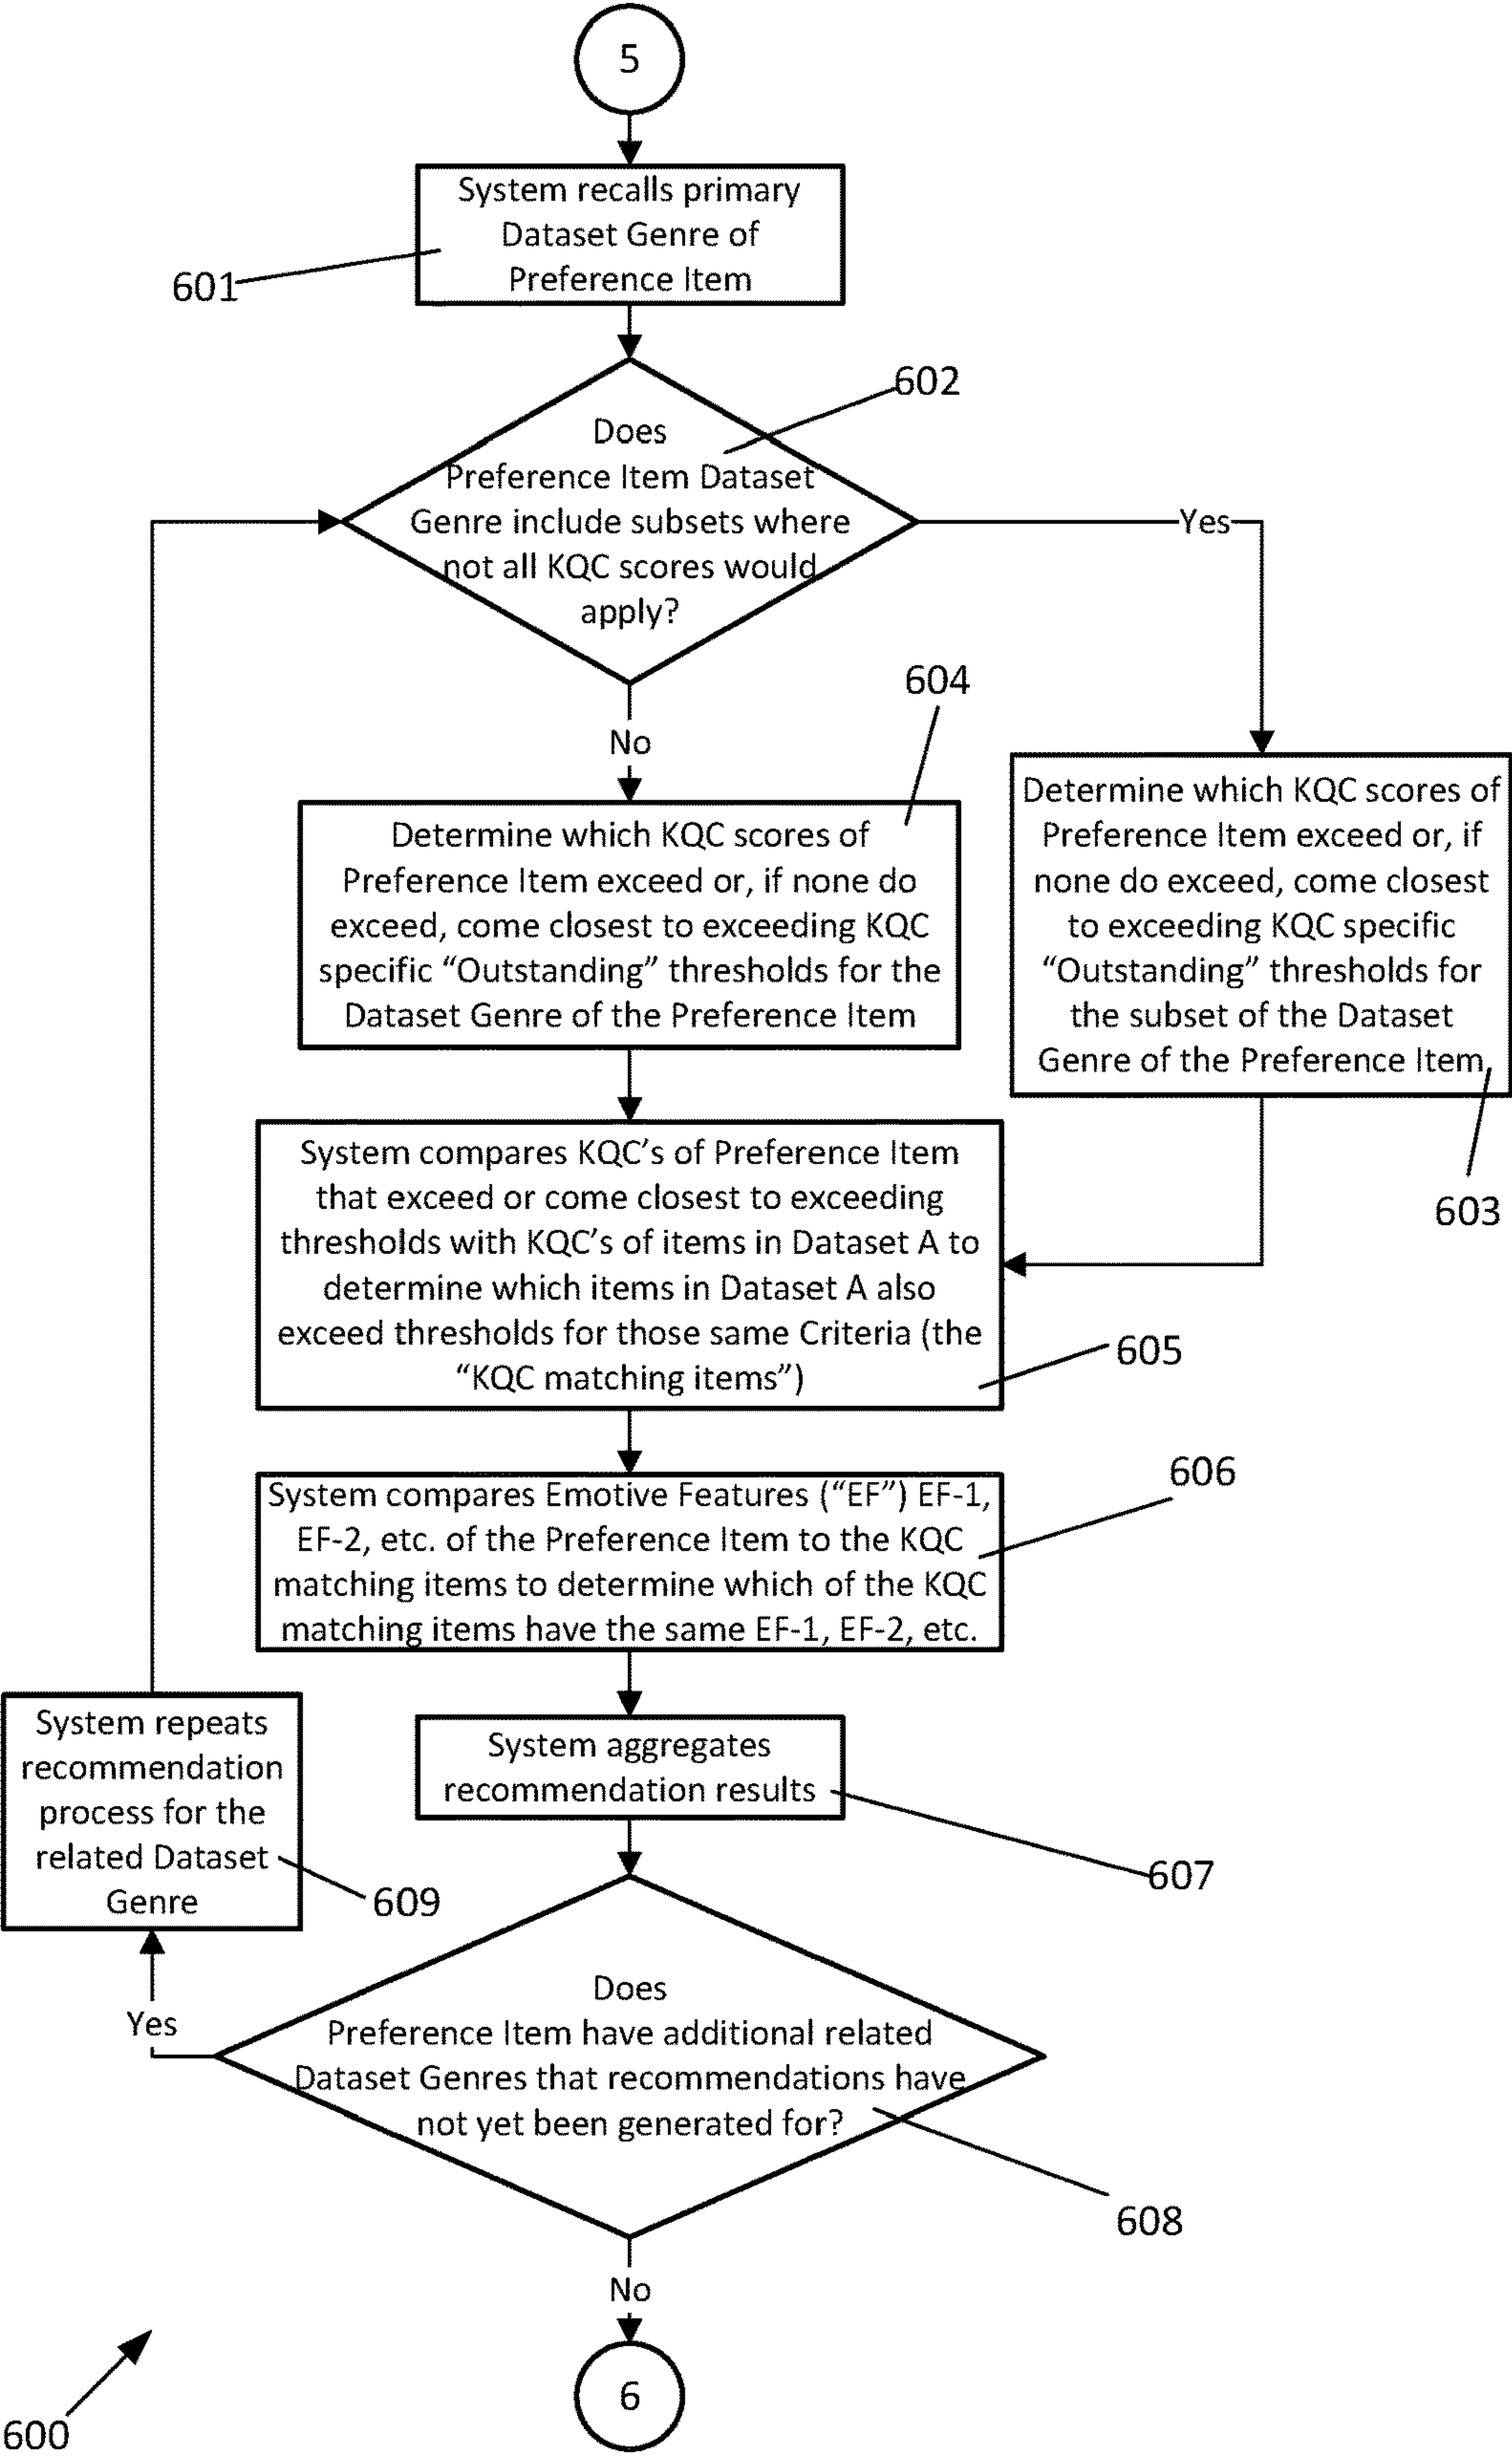 5
System recalls primary
Dataset Genre of
Preference Item
601
602
Does
Preference Item Dataset
Genre include subsets where
not all KQC scores would
apply?
Yes
No
604
Determine which KQC scores of
Preference Item exceed or, if none do
exceed, come closest to exceeding KQC
specific “Outstanding” thresholds for the
Dataset Genre of the Preference Item
Determine which KQC scores of
Preference Item exceed or, if
none do exceed, come closest
to exceeding KQC specific
“Outstanding” thresholds for
the subset of the Dataset
Genre of the Preference Item
603
System compares KQC’s of Preference Item
that exceed or come closest to exceeding
thresholds with KQC’s of items in Dataset A to
determine which items in Dataset A also
exceed thresholds for those same Criteria (the
“KQC matching items”)
605
606
System compares Emotive Features (“EF”) EF-1,
EF-2, etc. of the Preference Item to the KQC
matching items to determine which of the KQC
matching items have the same EF-1, EF-2, etc.
System aggregates
recommendation results
607
System repeats
recommendation
process for the
related Dataset
Genre
609
Yes
Does
Preference Item have additional related
Dataset Genres that recommendations have
not yet been generated for?
608
No
6
600